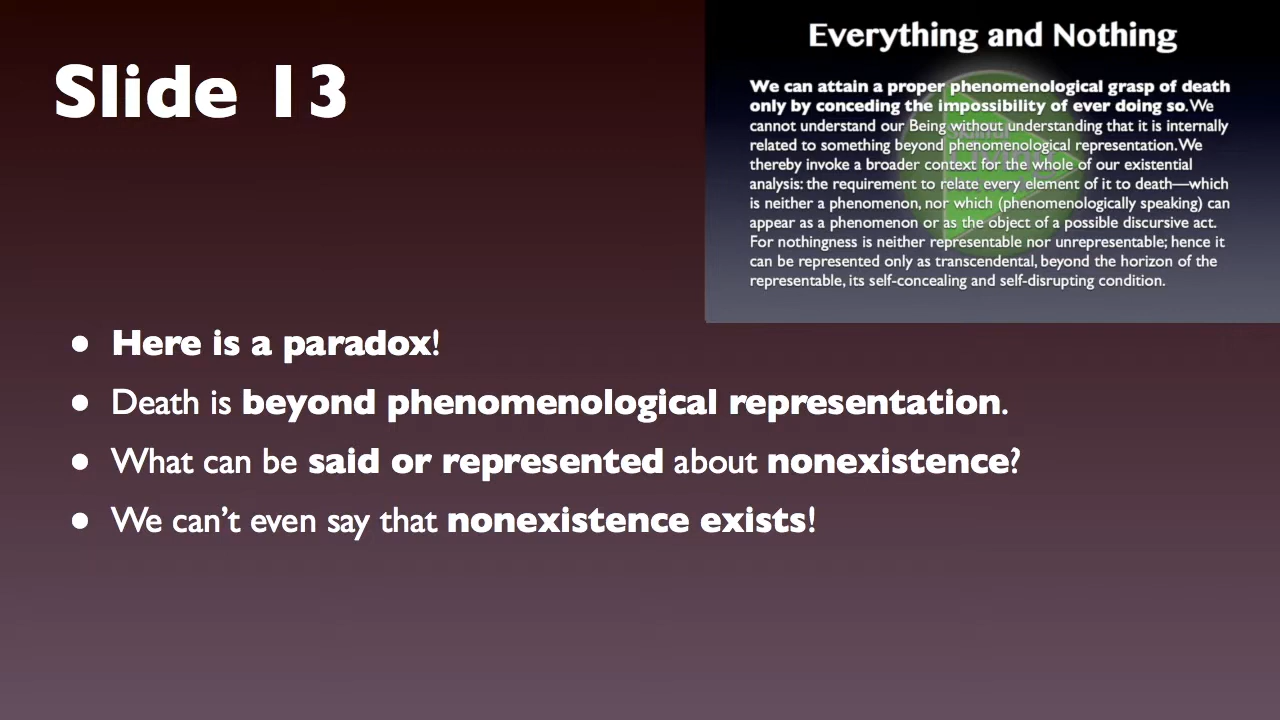 Slide 13
Everything and Nothing
We can attain a proper phenomenological grasp of death
only by conceding the impossibility of ever doing so. We
cannot understand our Being without understanding that it is internally
related to something beyond phenomenological representation. We
thereby invoke a broader context for the whole of our existential
analysis: the requirement to relate every element of it to death—which
is neither a phenomenon, nor which (phenomenologically speaking) can
appear as a phenomenon or as the object of a possible discursive act.
For nothingness is neither representable nor unrepresentable; hence it
can be represented only as transcendental, beyond the horizon of the
representable, its self-concealing and self-disrupting condition.
• Here is a paradox!
• Death is beyond phenomenological representation.
• What can be said or represented about nonexistence?
• We can't even say that nonexistence exists!